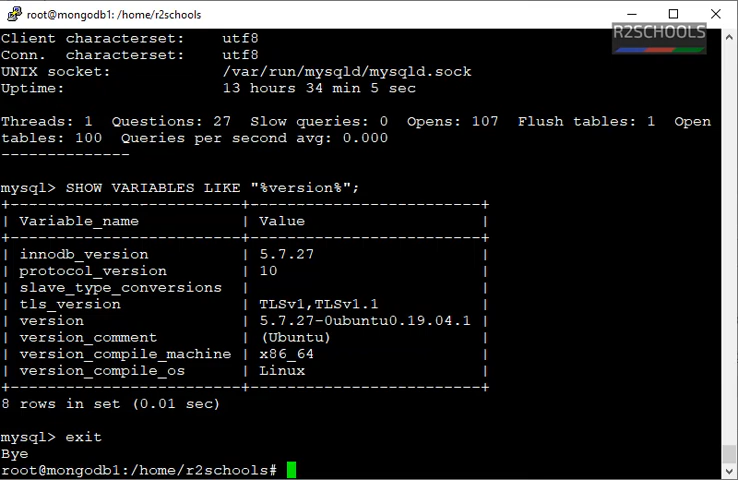 root@mongodb1: /home/r2schools
R2SCHOOLS
Client characterset:    utf8
Conn.  characterset:    utf8
UNIX socket:            /var/run/mysqld/mysqld.sock
Uptime:                 13 hours 34 min 5 sec
Threads: 1  Questions: 27  Slow queries: 0  Opens: 107  Flush tables: 1  Open
tables: 100  Queries per second avg: 0.000
--------------
mysql> SHOW VARIABLES LIKE "%version%";
+-------------------------+-------------------------+
| Variable_name           | Value                   |
+-------------------------+-------------------------+
| innodb_version          | 5.7.27                  |
| protocol_version        | 10                      |
| slave_type_conversions  |                         |
| tls_version             | TLSv1,TLSv1.1           |
| version                 | 5.7.27-0ubuntu0.19.04.1 |
| version_comment         | (Ubuntu)                |
| version_compile_machine | x86_64                  |
| version_compile_os      | Linux                   |
+-------------------------+-------------------------+
8 rows in set (0.01 sec)
mysql> exit
Bye
root@mongodb1:/home/r2schools#